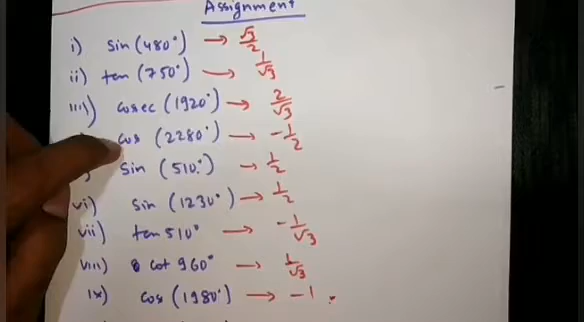 Assignment
i) sin(480°) → √3/2
ii) tan (750°) → 1/√3
iii) cosec (1920°) → 2/√3
cos (2280°) → -1/2
) sin (510°) → 1/2
vi) sin (1230°) → 1/2
vii) tan 510° → -1/√3
viii) cot 960° → 1/√3
ix) cos (1980°) → -1.